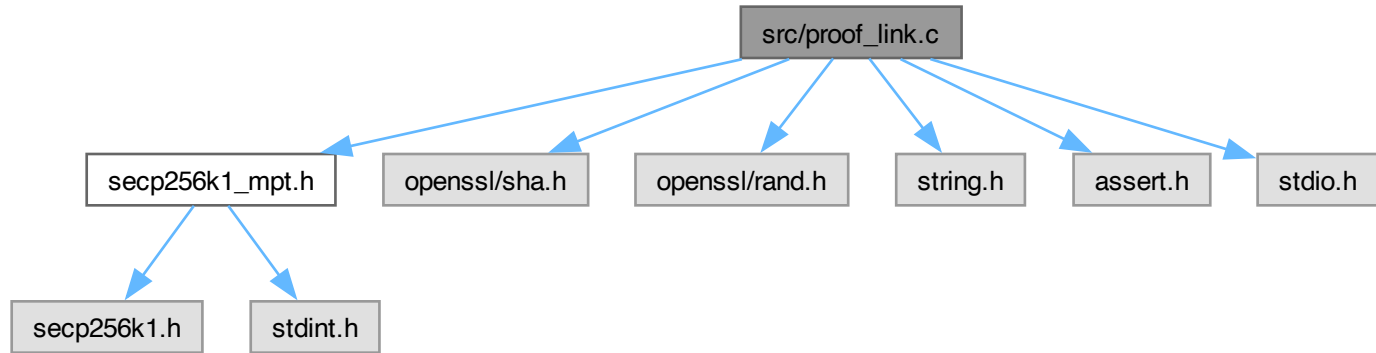 src/proof_link.c
secp256k1_mpt.h
openssl/sha.h
openssl/rand.h
string.h
assert.h
stdio.h
secp256k1.h
stdint.h